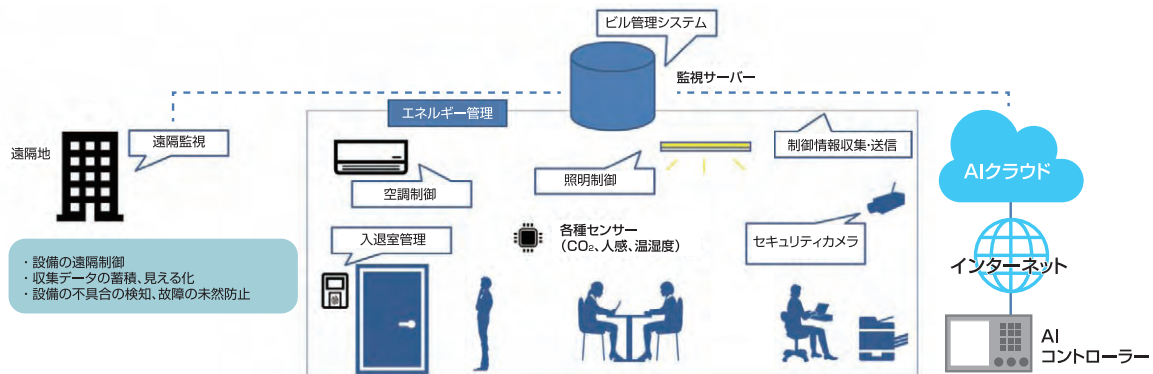 ビル管理システム
監視サーバー
エネルギー管理
遠隔地
遠隔監視
制御情報収集・送信
空調制御
照明制御
AIクラウド
入退室管理
各種センサー
(CO₂、人感、温湿度)
セキュリティカメラ
インターネット
・設備の遠隔制御
・収集データの蓄積、見える化
・設備の不具合の検知、故障の未然防止
AI
コントローラー